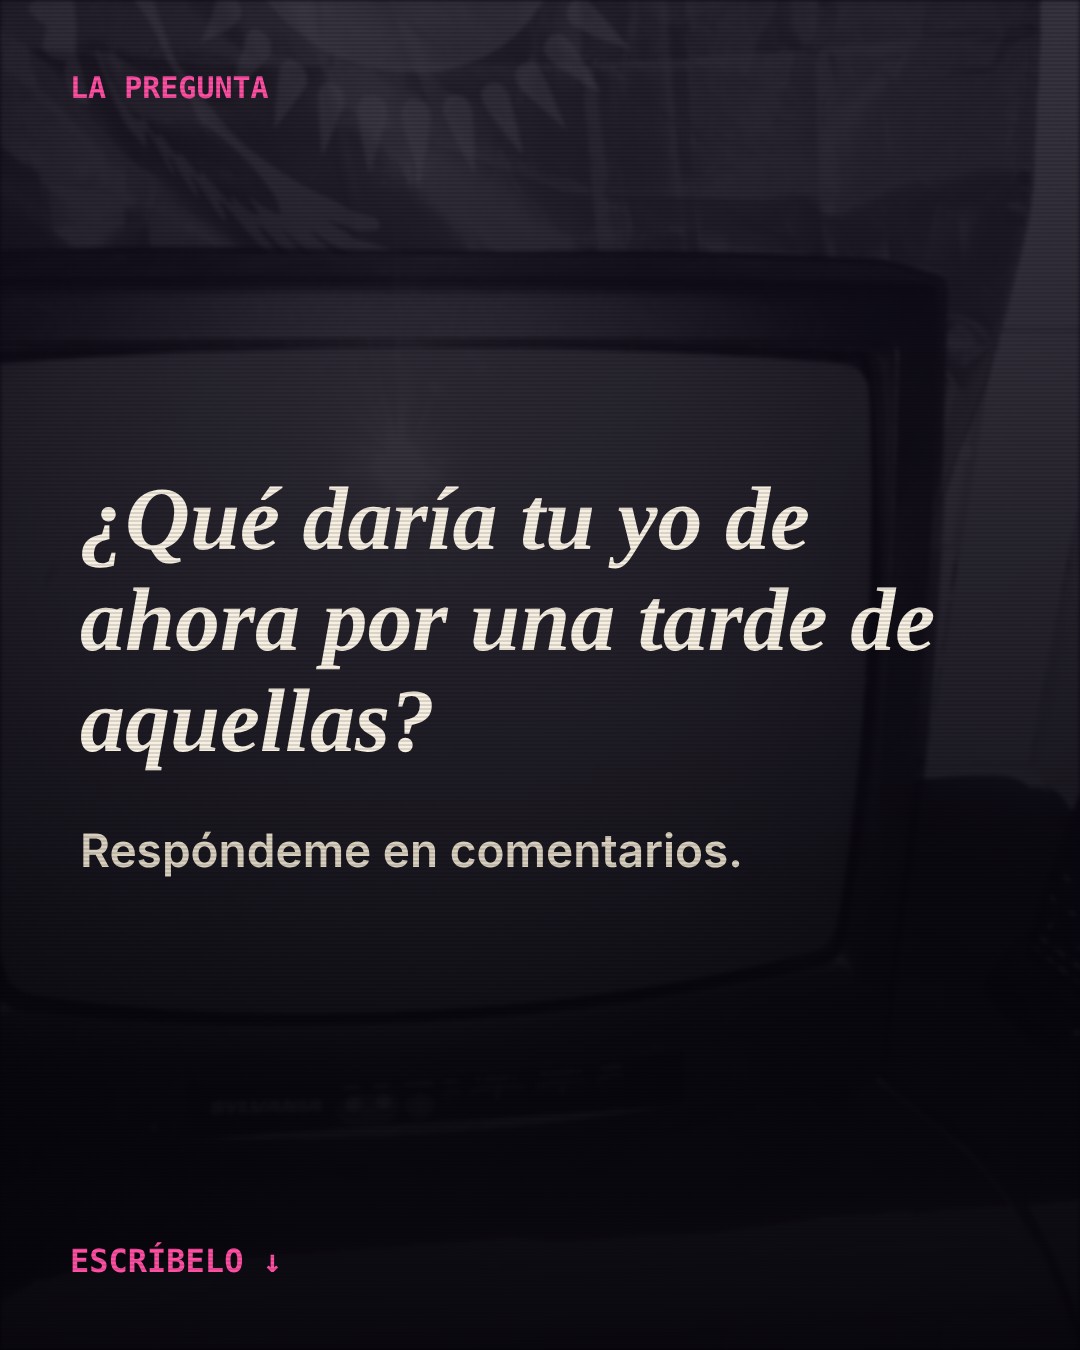 LA PREGUNTA
¿Qué daría tu yo de
ahora por una tarde de
aquellas?
Respóndeme en comentarios.
ESCRÍBELO ↓